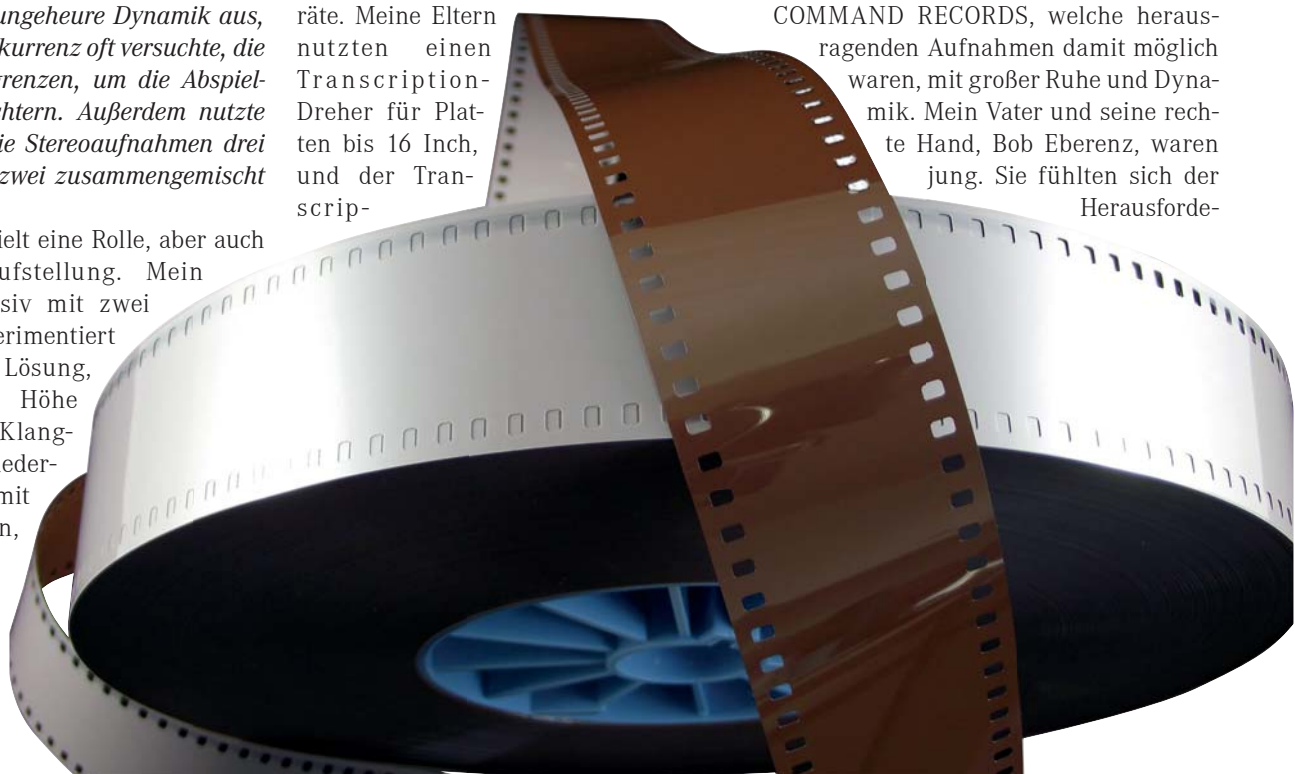 ungeheure Dynamik aus,
kurrenz oft versuchte, die
grenzen, um die Abspiel-
htern. Außerdem nutzte
ie Stereoaufnahmen drei
zwei zusammengemischt
ielt eine Rolle, aber auch
ufstellung. Mein
siv mit zwei
erimentiert
Lösung,
Höhe
Klang-
ieder-
mit
n,
räte. Meine Eltern
nutzten einen
Transcription-
Dreher für Plat-
ten bis 16 Inch,
und der Tran-
scrip-
COMMAND RECORDS, welche heraus-
ragenden Aufnahmen damit möglich
waren, mit großer Ruhe und Dyna-
mik. Mein Vater und seine rech-
te Hand, Bob Eberenz, waren
jung. Sie fühlten sich der
Herausforde-